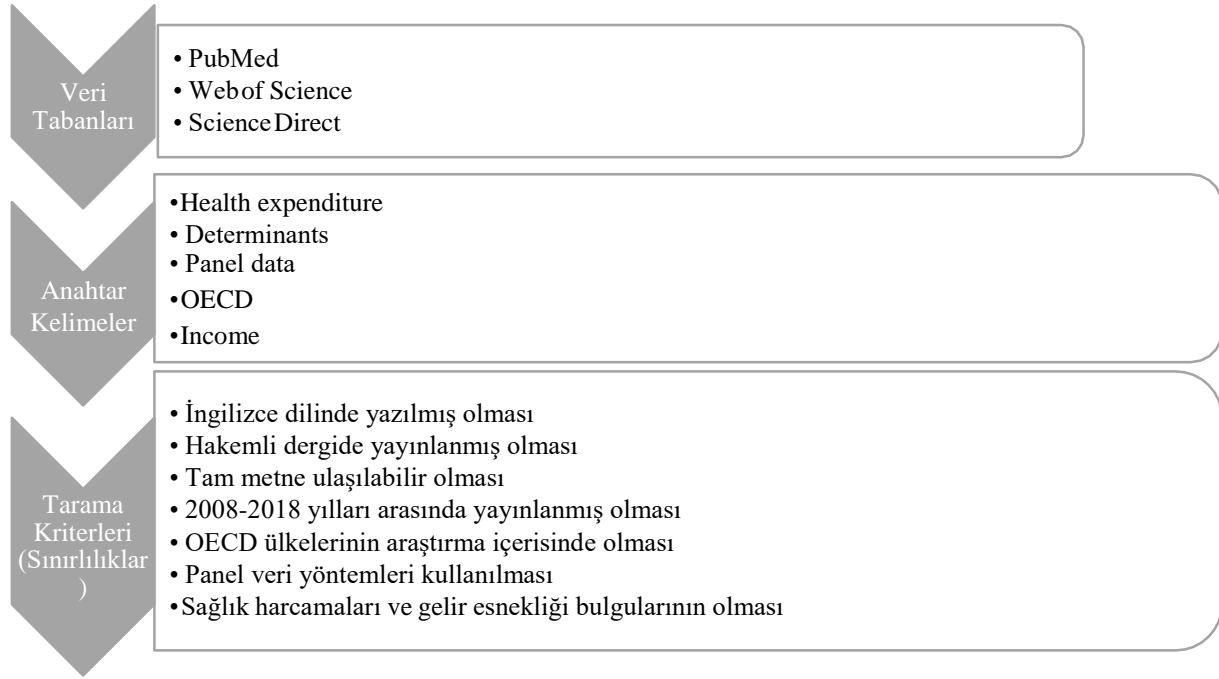 Veri
Tabanları
• PubMed
• Webof Science
• ScienceDirect
Anahtar
Kelimeler
•Health expenditure
• Determinants
• Panel data
•OECD
•Income
Tarama
Kriterleri
(Sınırlılıklar
)
• İngilizce dilinde yazılmış olması
• Hakemli dergide yayınlanmış olması
• Tam metne ulaşılabilir olması
• 2008-2018 yılları arasında yayınlanmış olması
• OECD ülkelerinin araştırma içerisinde olması
• Panel veri yöntemleri kullanılması
•Sağlık harcamaları ve gelir esnekliği bulgularının olması